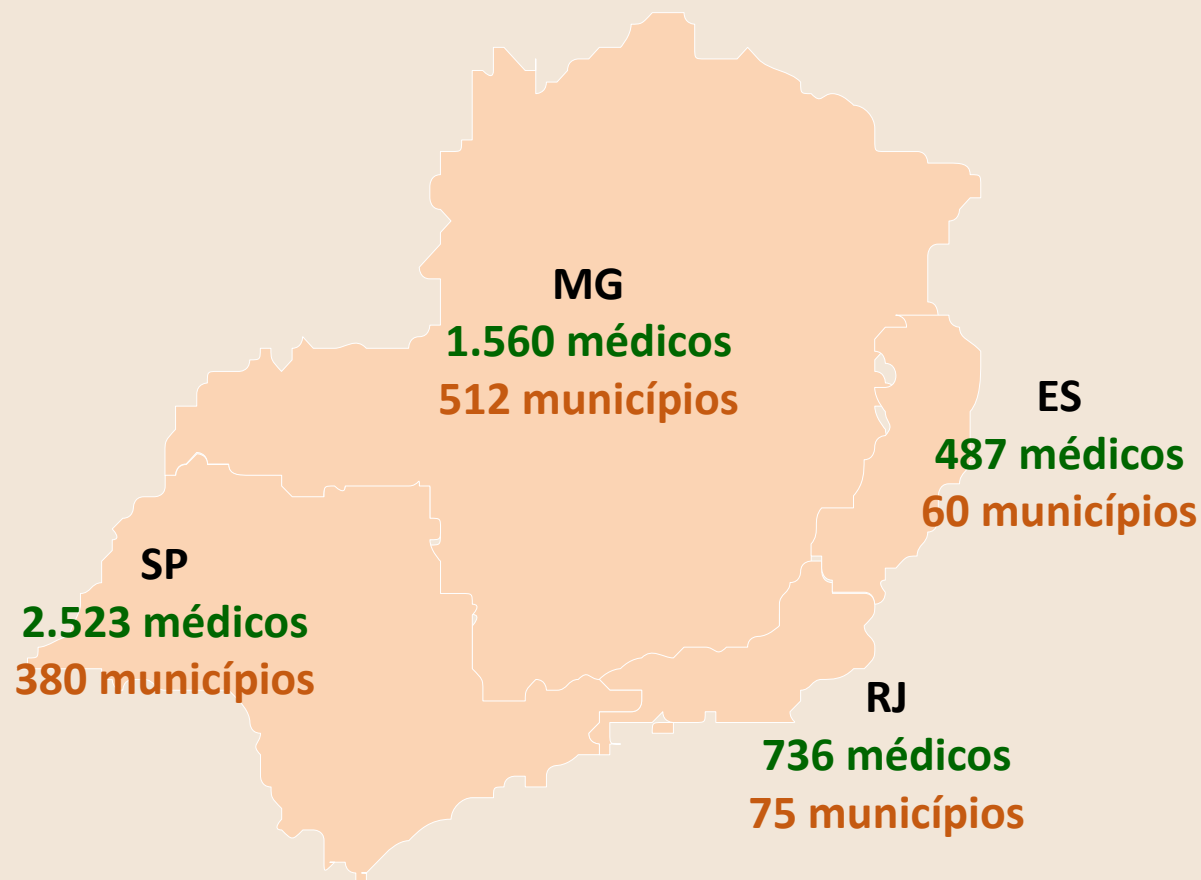 MG
1.560 médicos
512 municípios
ES
487 médicos
60 municípios
SP
2.523 médicos
380 municípios
RJ
736 médicos
75 municípios